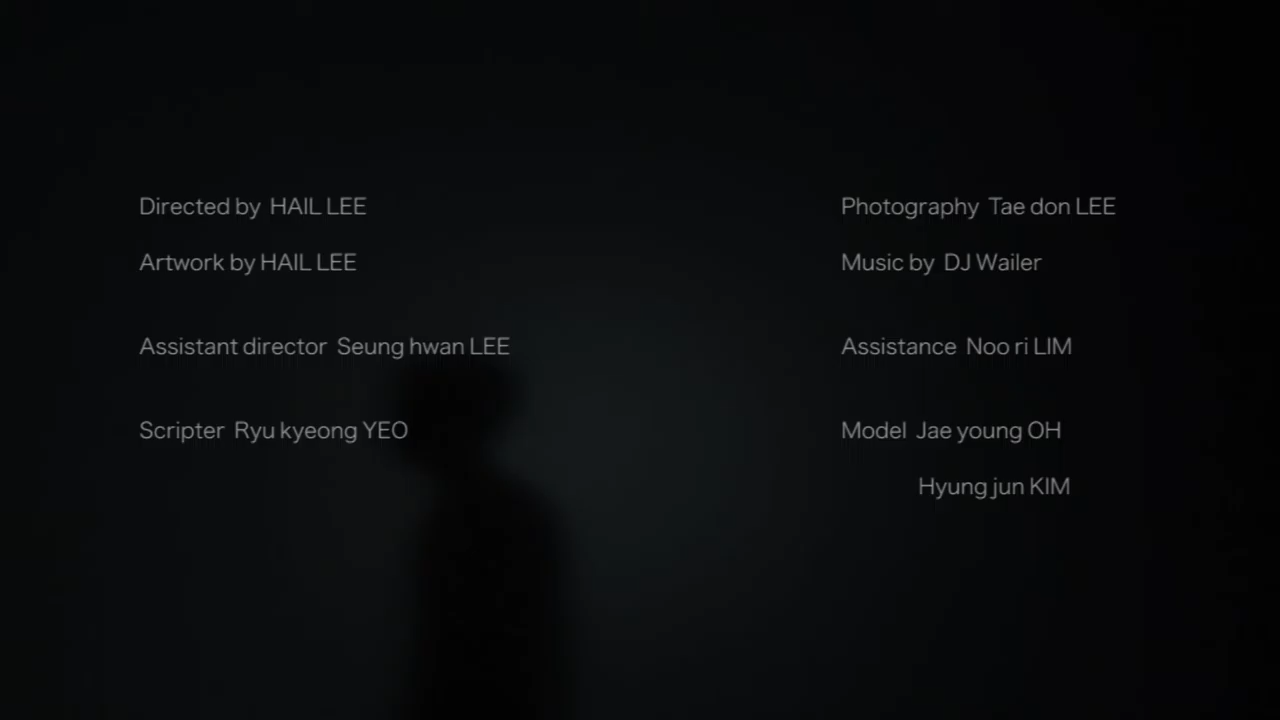 Directed by HAIL LEE
Artwork by HAIL LEE
Assistant director Seung hwan LEE
Scripter Ryu kyeong YEO
Photography Tae don LEE
Music by DJ Wailer
Assistance Noo ri LIM
Model Jae young OH
Hyung jun KIM